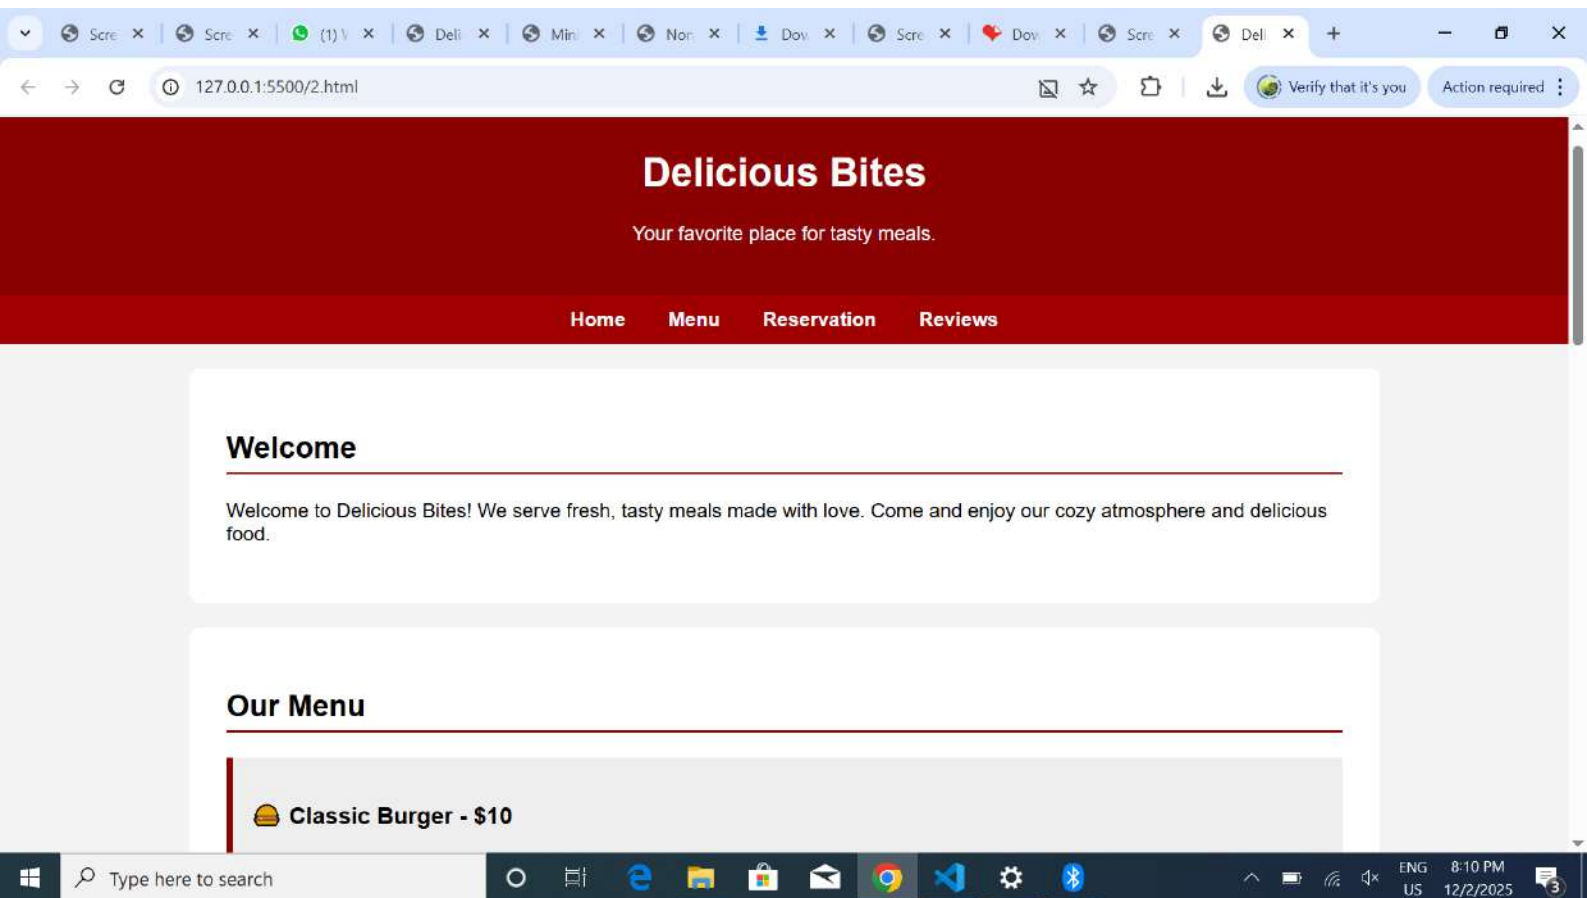 Scre
Scre
(1)
Deli
Min
Non
Dov
Scre
Dow
Scre
Deli
127.0.0.1:5500/2.html
Verify that it's you
Action required
Delicious Bites
Your favorite place for tasty meals.
Home Menu Reservation Reviews
Welcome
Welcome to Delicious Bites! We serve fresh, tasty meals made with love. Come and enjoy our cozy atmosphere and delicious
food.
Our Menu
Classic Burger - $10
Type here to search
ENG
US
8:10 PM
12/2/2025
3